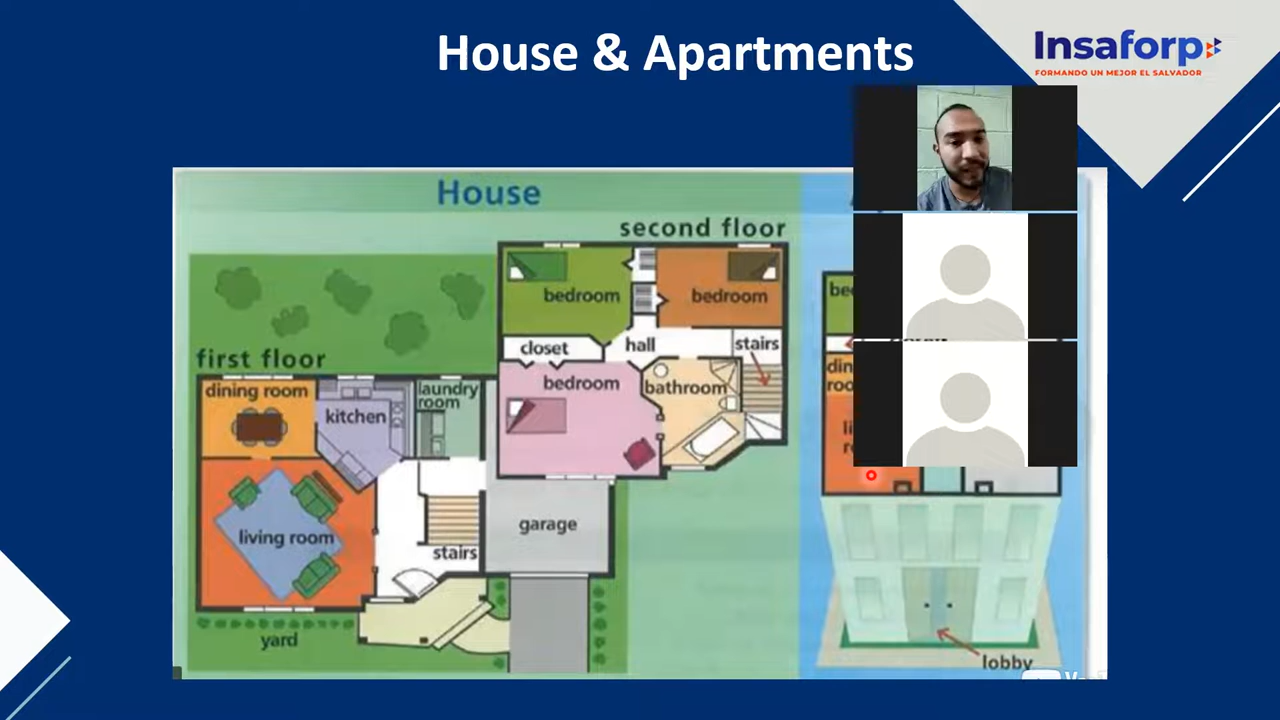 House & Apartments
Insaforp
FORMANDO UN MEJOR EL SALVADOR
House
second floor
bedroom
bedroom
closet
hall
stairs
bedroom
bathroom
first floor
dining room
kitchen
laundry
room
living room
stairs
garage
yard
lobby